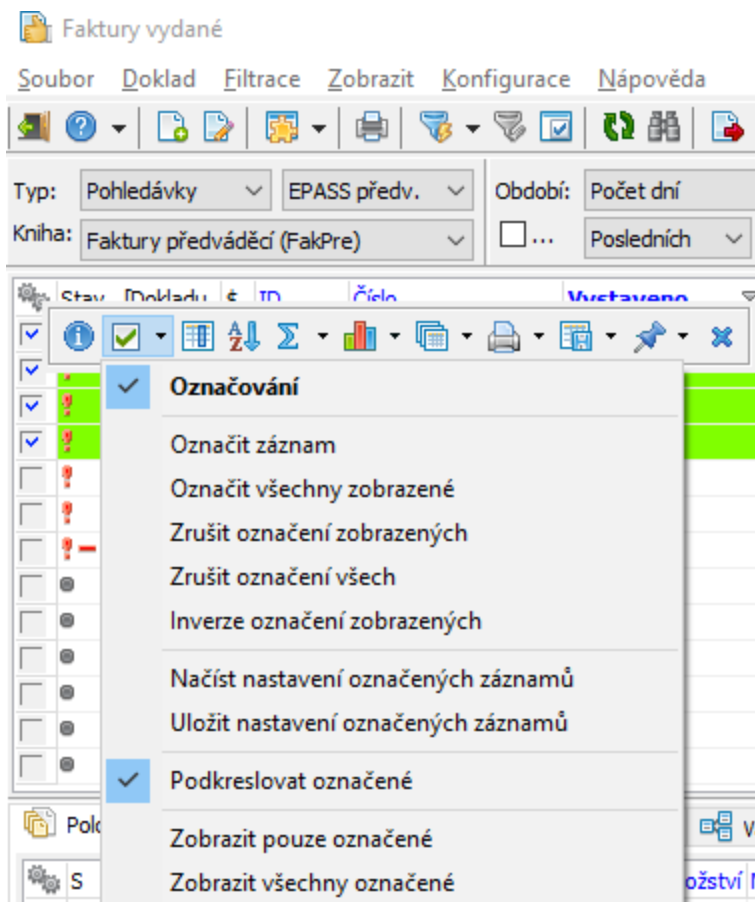 Faktury vydané
Soubor Doklad Filtrace Zobrazit Konfigurace Nápověda
Typ: Pohledávky EPASS předv. Období: Počet dní
Kniha: Faktury předváděcí (FakPre) ... Posledních
Stav [Dokladu $ ID Číslo Vystaveno
Označování
Označit záznam
Označit všechny zobrazené
Zrušit označení zobrazených
Zrušit označení všech
Inverze označení zobrazených
Načíst nastavení označených záznamů
Uložit nastavení označených záznamů
Podkreslovat označené
Polo V
Zobrazit pouze označené
S Zobrazit všechny označené ožství